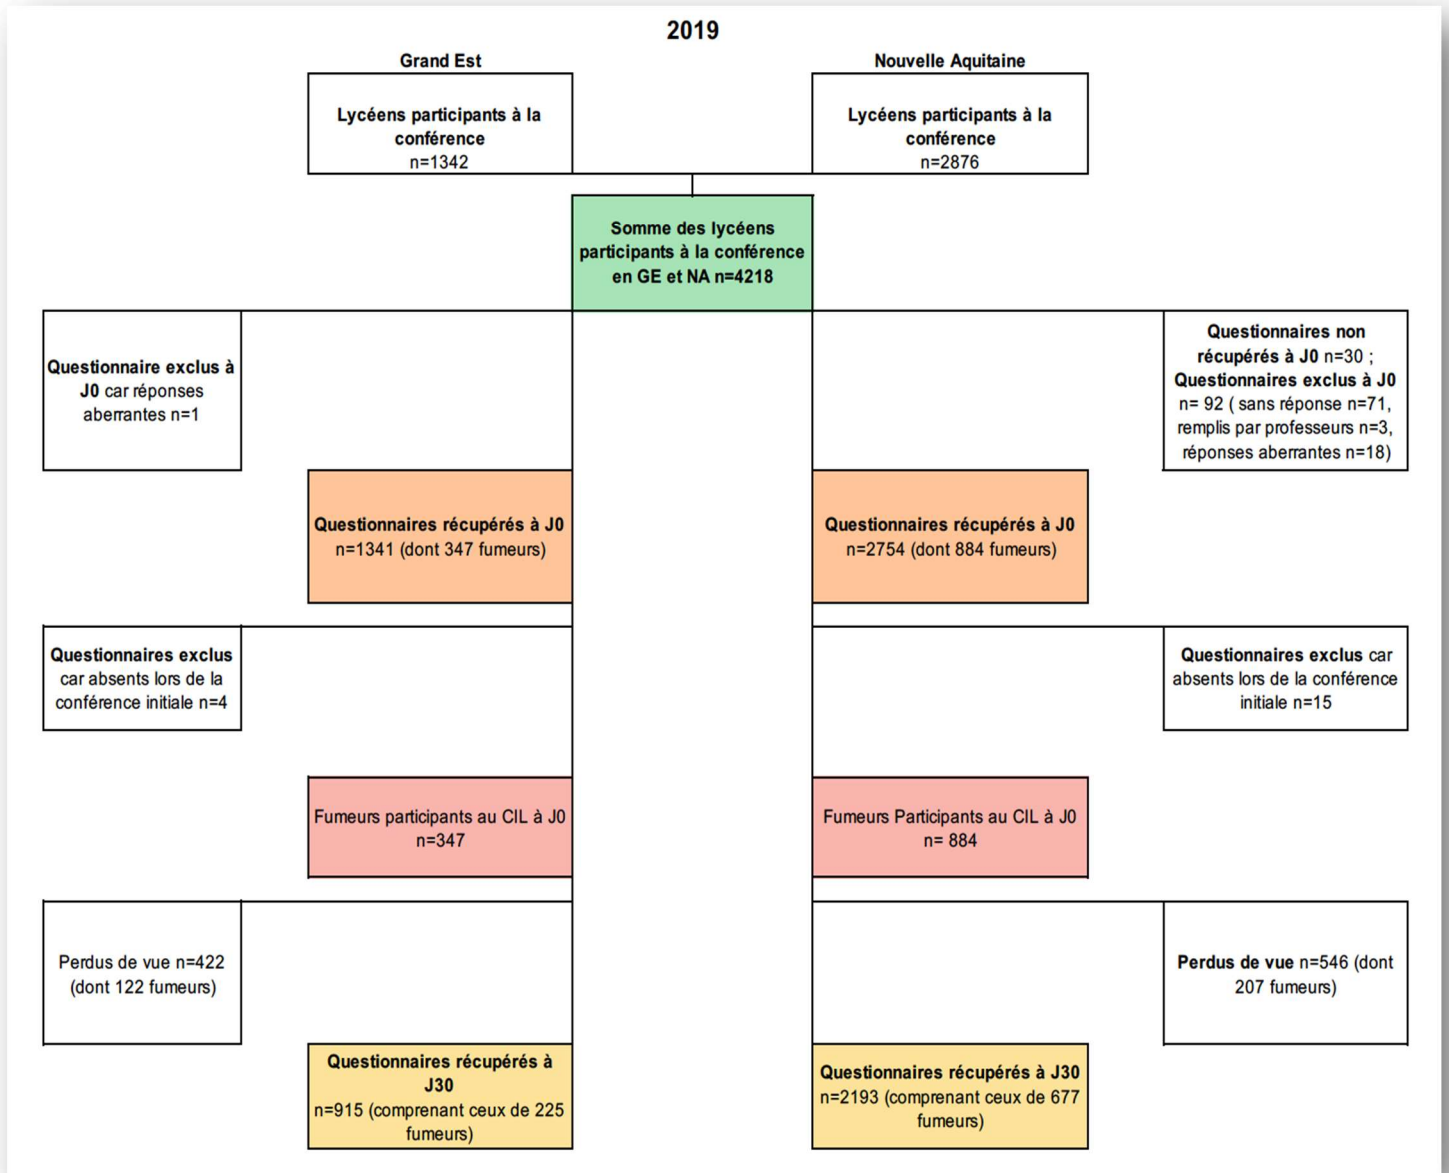 2019
Grand Est
Nouvelle Aquitaine
Lycéens participants à la
conférence
n=1342
Lycéens participants à la
conférence
n=2876
Somme des lycéens
participants à la conférence
en GE et NA n=4218
Questionnaire exclus à
J0 car réponses
aberrantes n=1
Questionnaires non
récupérés à J0 n=30 ;
Questionnaires exclus à J0
n= 92 ( sans réponse n=71,
remplis par professeurs n=3,
réponses aberrantes n=18)
Questionnaires récupérés à J0
n=1341 (dont 347 fumeurs)
Questionnaires récupérés à J0
n=2754 (dont 884 fumeurs)
Questionnaires exclus
car absents lors de la
conférence initiale n=4
Questionnaires exclus car
absents lors de la conférence
initiale n=15
Fumeurs participants au CIL à J0
n=347
Fumeurs Participants au CIL à J0
n= 884
Perdus de vue n=422
(dont 122 fumeurs)
Perdus de vue n=546 (dont
207 fumeurs)
Questionnaires récupérés à
J30
n=915 (comprenant ceux de 225
fumeurs)
Questionnaires récupérés à J30
n=2193 (comprenant ceux de 677
fumeurs)